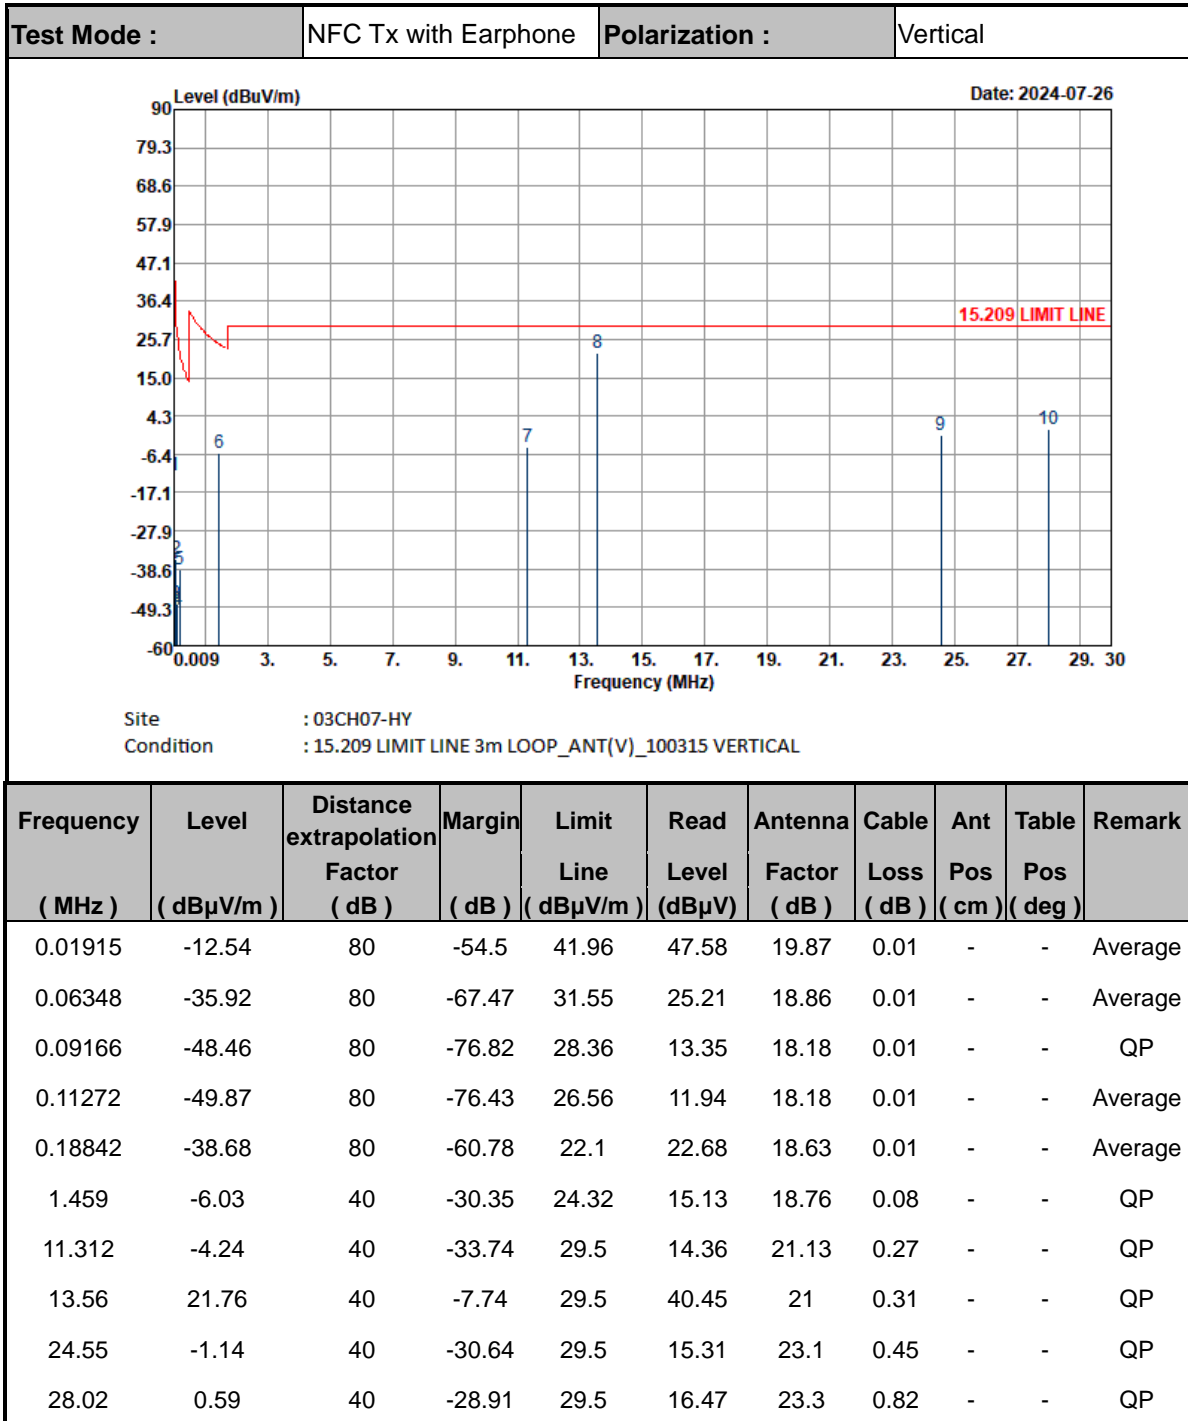 Test Mode : NFC Tx with Earphone Polarization : Vertical
Level (dBuV/m) Date: 2024-07-26
90
79.3
68.6
57.9
47.1
36.4
15.209 LIMIT LINE
25.7
8
15.0
4.3
10
9
7
6
-6.4
1
-17.1
-27.9
2
5
-38.6
4
-49.3
-60
0.009 3. 5. 7. 9. 11. 13. 15. 17. 19. 21. 23. 25. 27. 29. 30
Frequency (MHz)
Site : 03CH07-HY
Condition : 15.209 LIMIT LINE 3m LOOP_ANT(V)_100315 VERTICAL
Frequency Level Distance extrapolation Margin Limit Read Antenna Cable Ant Table Remark
Factor Line Level Factor Loss Pos Pos
( MHz ) ( dBµV/m ) ( dB ) ( dB ) ( dBµV/m ) (dBµV) ( dB ) ( dB ) ( cm ) ( deg )
0.01915 -12.54 80 -54.5 41.96 47.58 19.87 0.01 - - Average
0.06348 -35.92 80 -67.47 31.55 25.21 18.86 0.01 - - Average
0.09166 -48.46 80 -76.82 28.36 13.35 18.18 0.01 - - QP
0.11272 -49.87 80 -76.43 26.56 11.94 18.18 0.01 - - Average
0.18842 -38.68 80 -60.78 22.1 22.68 18.63 0.01 - - Average
1.459 -6.03 40 -30.35 24.32 15.13 18.76 0.08 - - QP
11.312 -4.24 40 -33.74 29.5 14.36 21.13 0.27 - - QP
13.56 21.76 40 -7.74 29.5 40.45 21 0.31 - - QP
24.55 -1.14 40 -30.64 29.5 15.31 23.1 0.45 - - QP
28.02 0.59 40 -28.91 29.5 16.47 23.3 0.82 - - QP